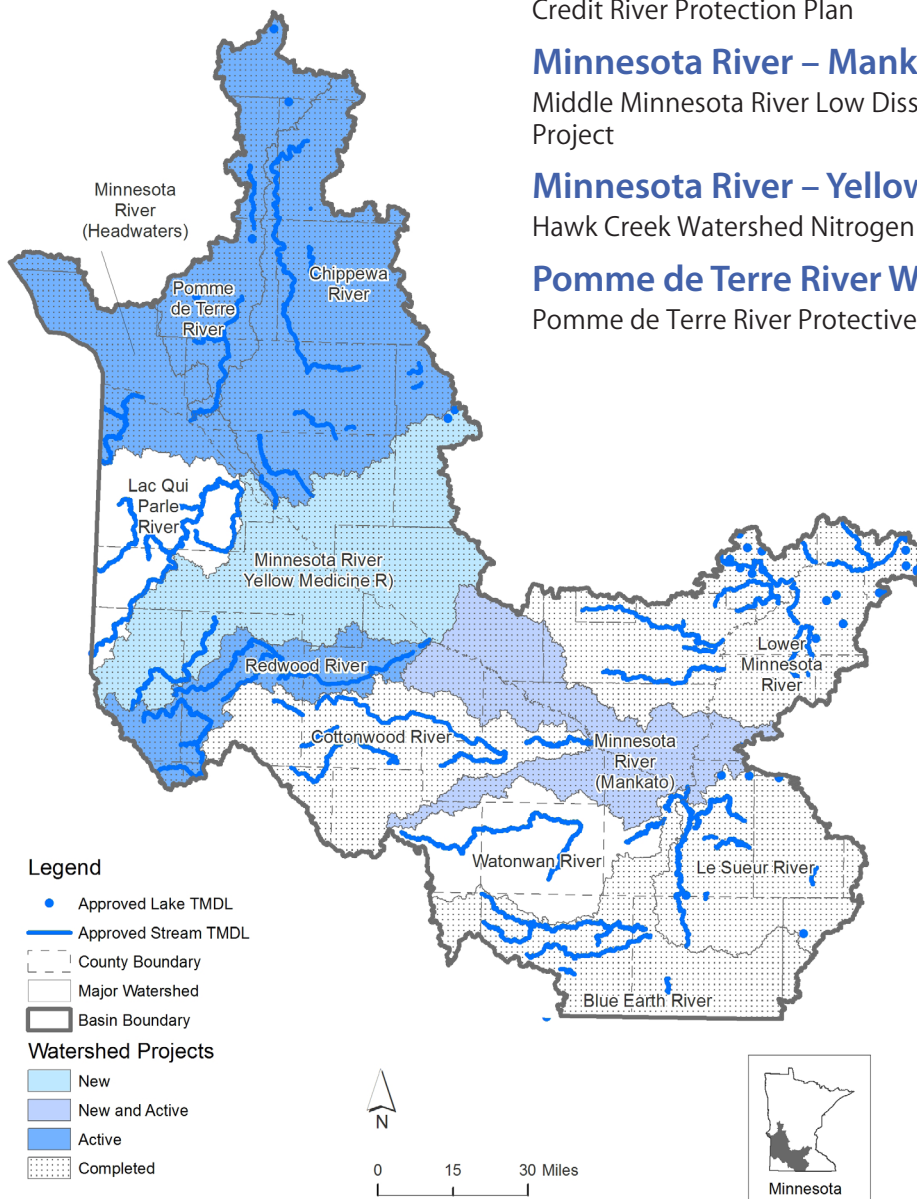 Credit River Protection Plan
Minnesota River – Mank
Middle Minnesota River Low Diss
Project
Minnesota River – Yellow
Hawk Creek Watershed Nitrogen
Pomme de Terre River W
Pomme de Terre River Protective
Minnesota
River
(Headwaters)
Pomme
de Terre
River
Chippewa
River
Lac Qui
Parle
River
Minnesota River
Yellow Medicine R)
Redwood River
Lower
Minnesota
River
Cottonwood River
Minnesota
River
(Mankato)
Watonwan River
Le Sueur River
Blue Earth River
Legend
Approved Lake TMDL
Approved Stream TMDL
County Boundary
Major Watershed
Basin Boundary
Watershed Projects
New
New and Active
Active
Completed
N
0 15 30 Miles
Minnesota